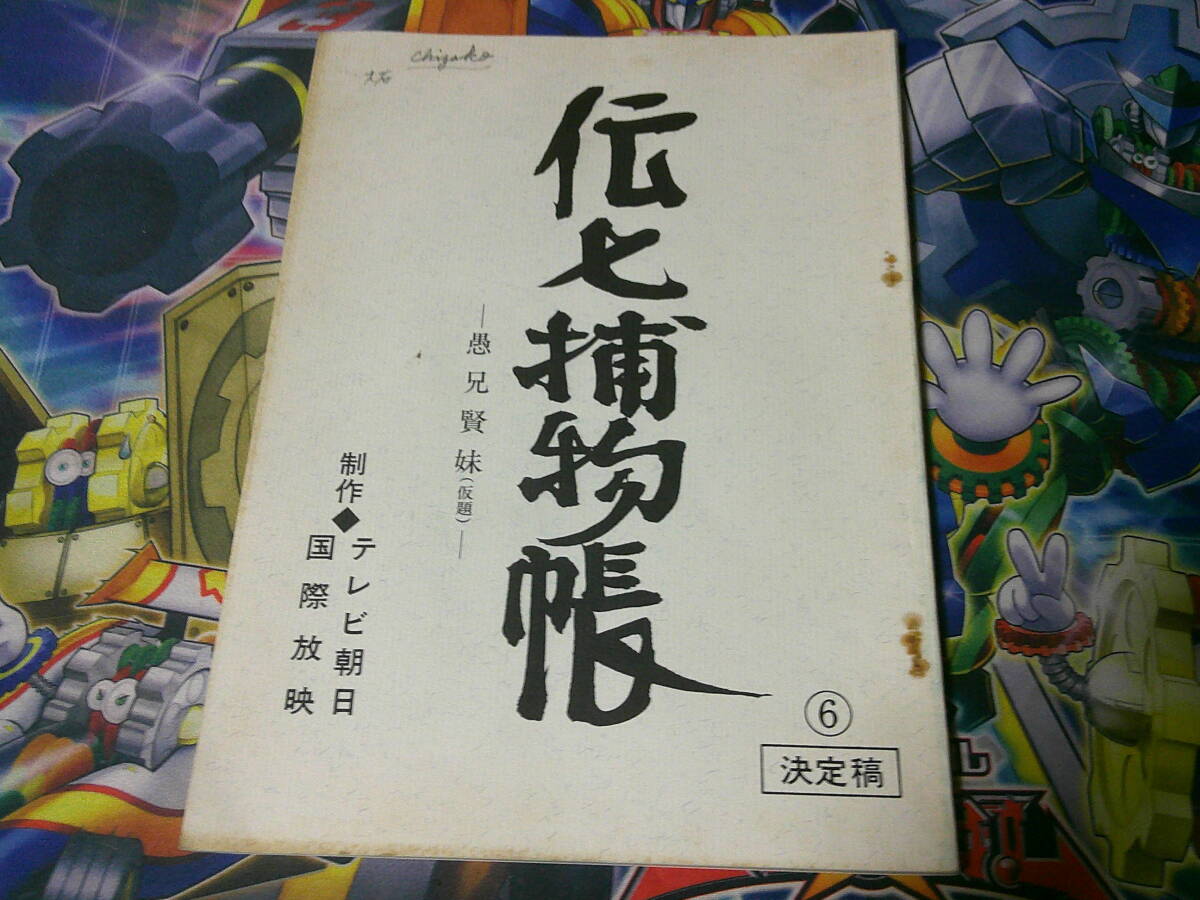 伝七捕物帳
―愚兄賢妹(仮題)―
制作◆テレビ朝日
国際放映
⑥
決定稿
Chizuko